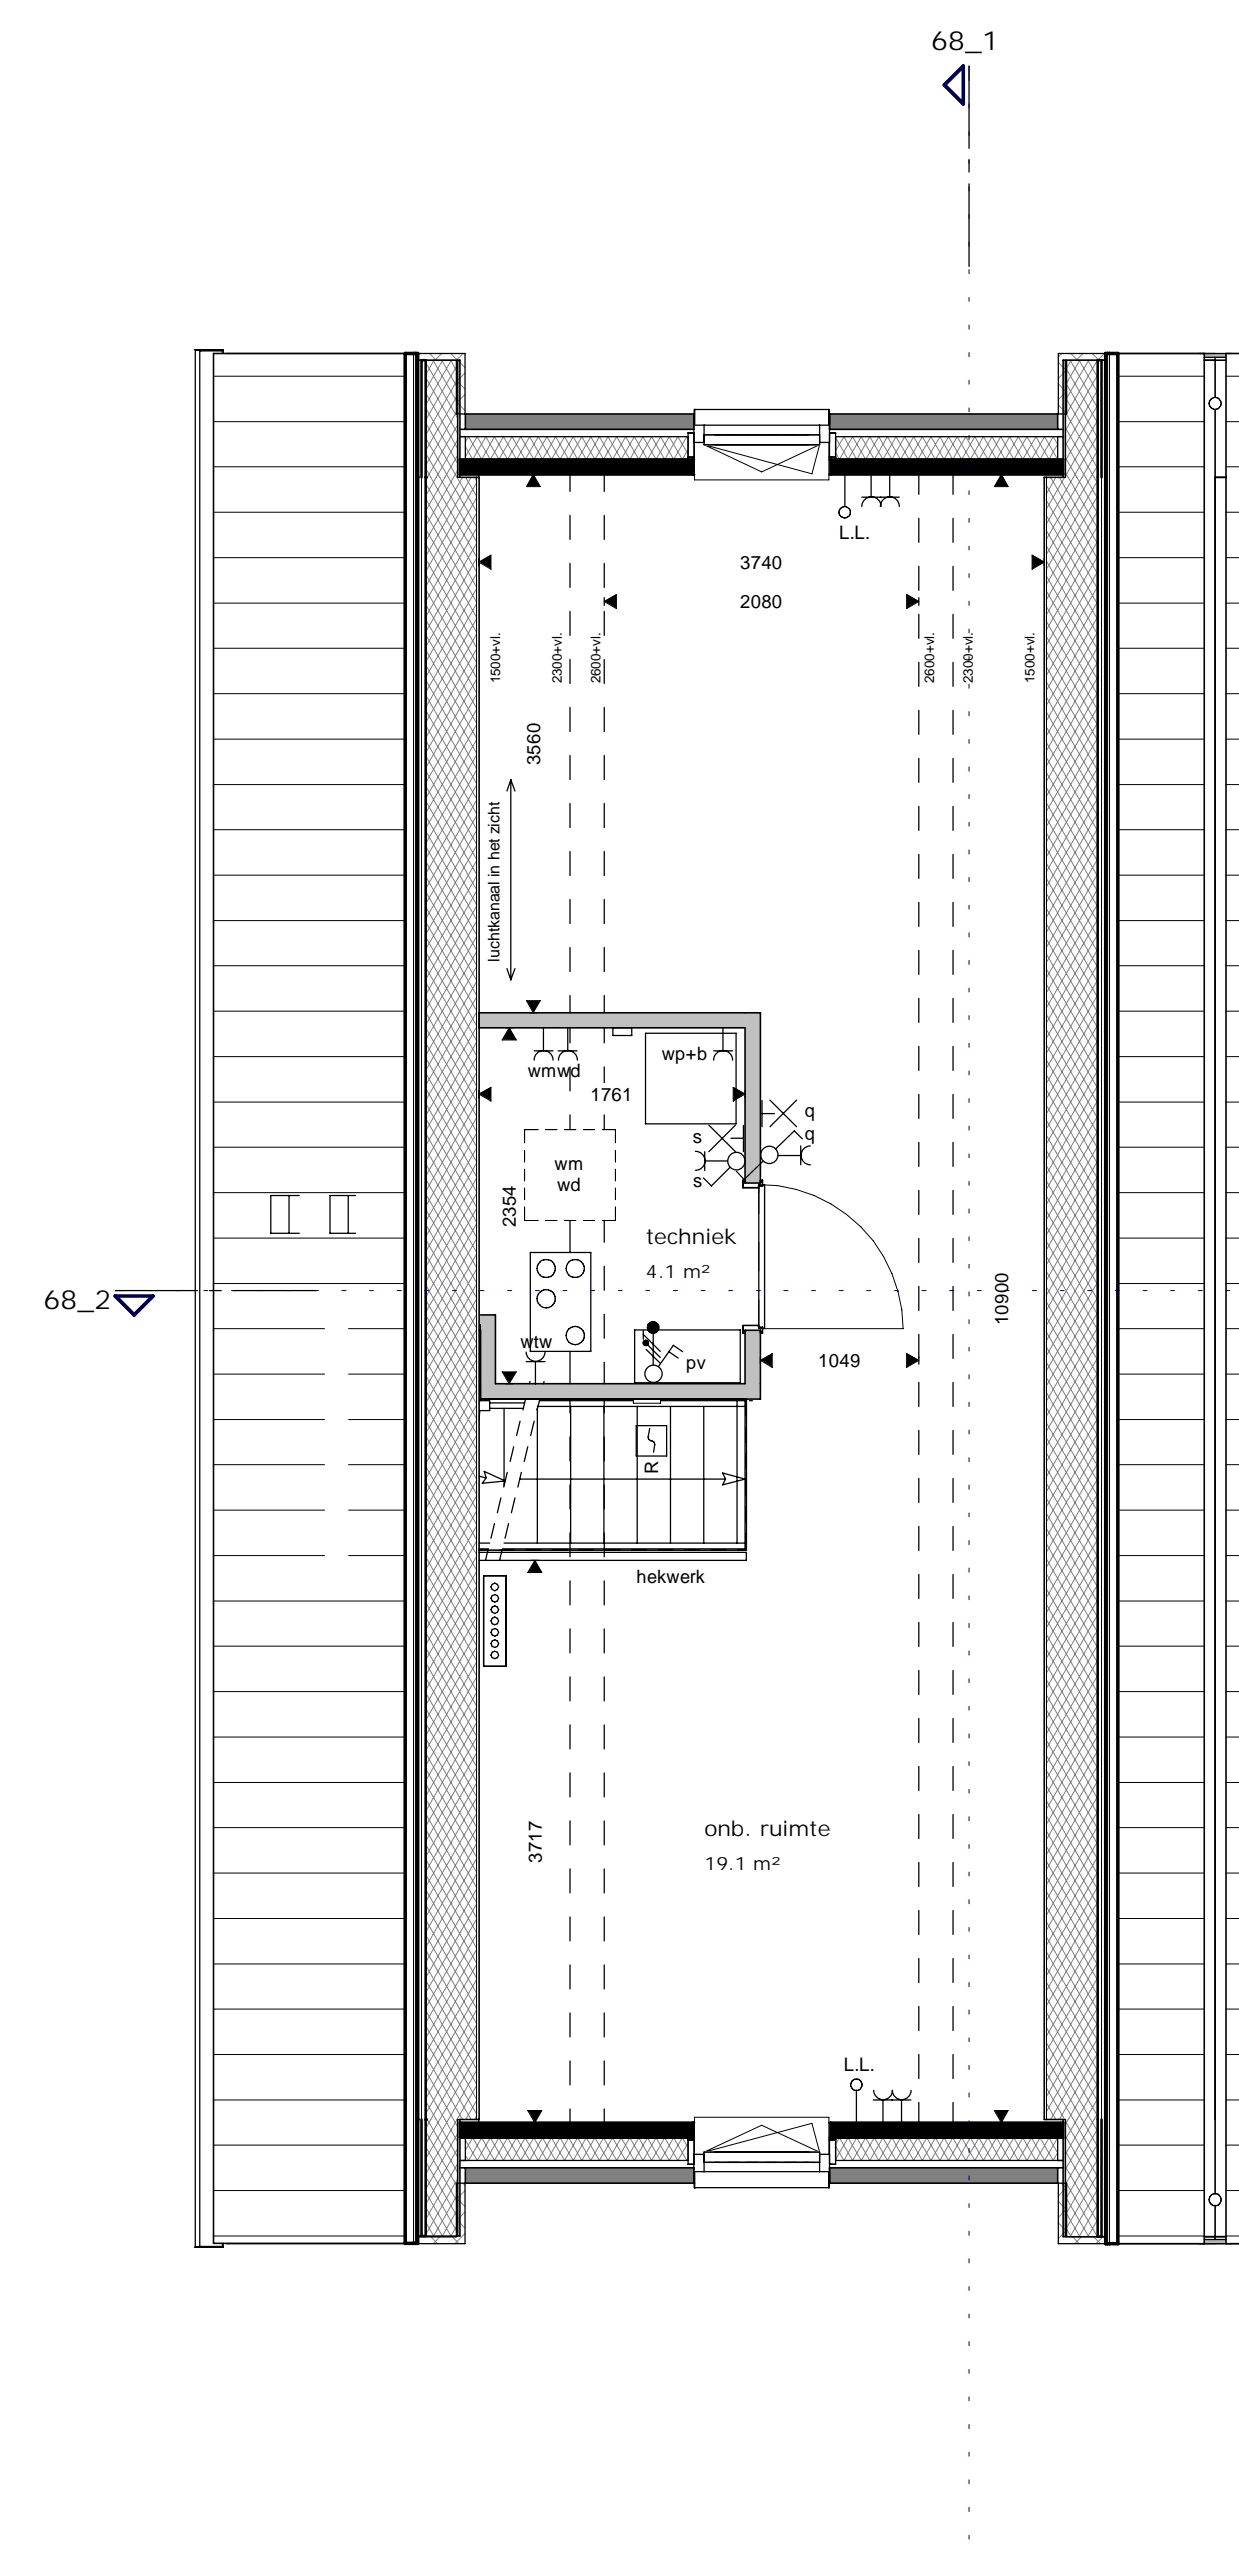 68_1
L.L.
3740
2080
1500+vl.
2300+vl.
2600+vl.
2600+vl.
2300+vl.
1500+vl.
3560
luchtkanaal in het zicht
wmwd
wp+b
1761
q
s
q
s
wm
wd
2354
techniek
4.1 m²
68_2
10900
wtw
pv
1049
R
hekwerk
3717
onb. ruimte
19.1 m²
L.L.